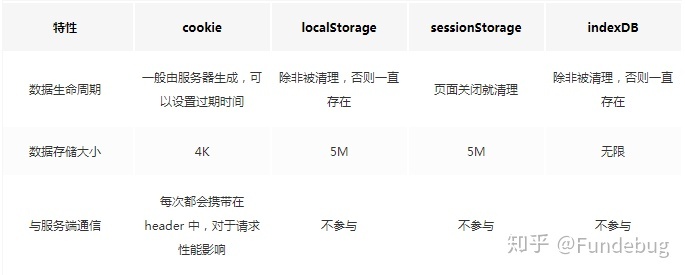 特性 cookie localStorage sessionStorage indexDB
数据生命周期 一般由服务器生成，可以设置过期时间 除非被清理，否则一直存在 页面关闭就清理 除非被清理，否则一直存在
数据存储大小 4K 5M 5M 无限
与服务端通信 每次都会携带在 header 中，对于请求性能影响 不参与 不参与 不参与
知乎 @Fundebug